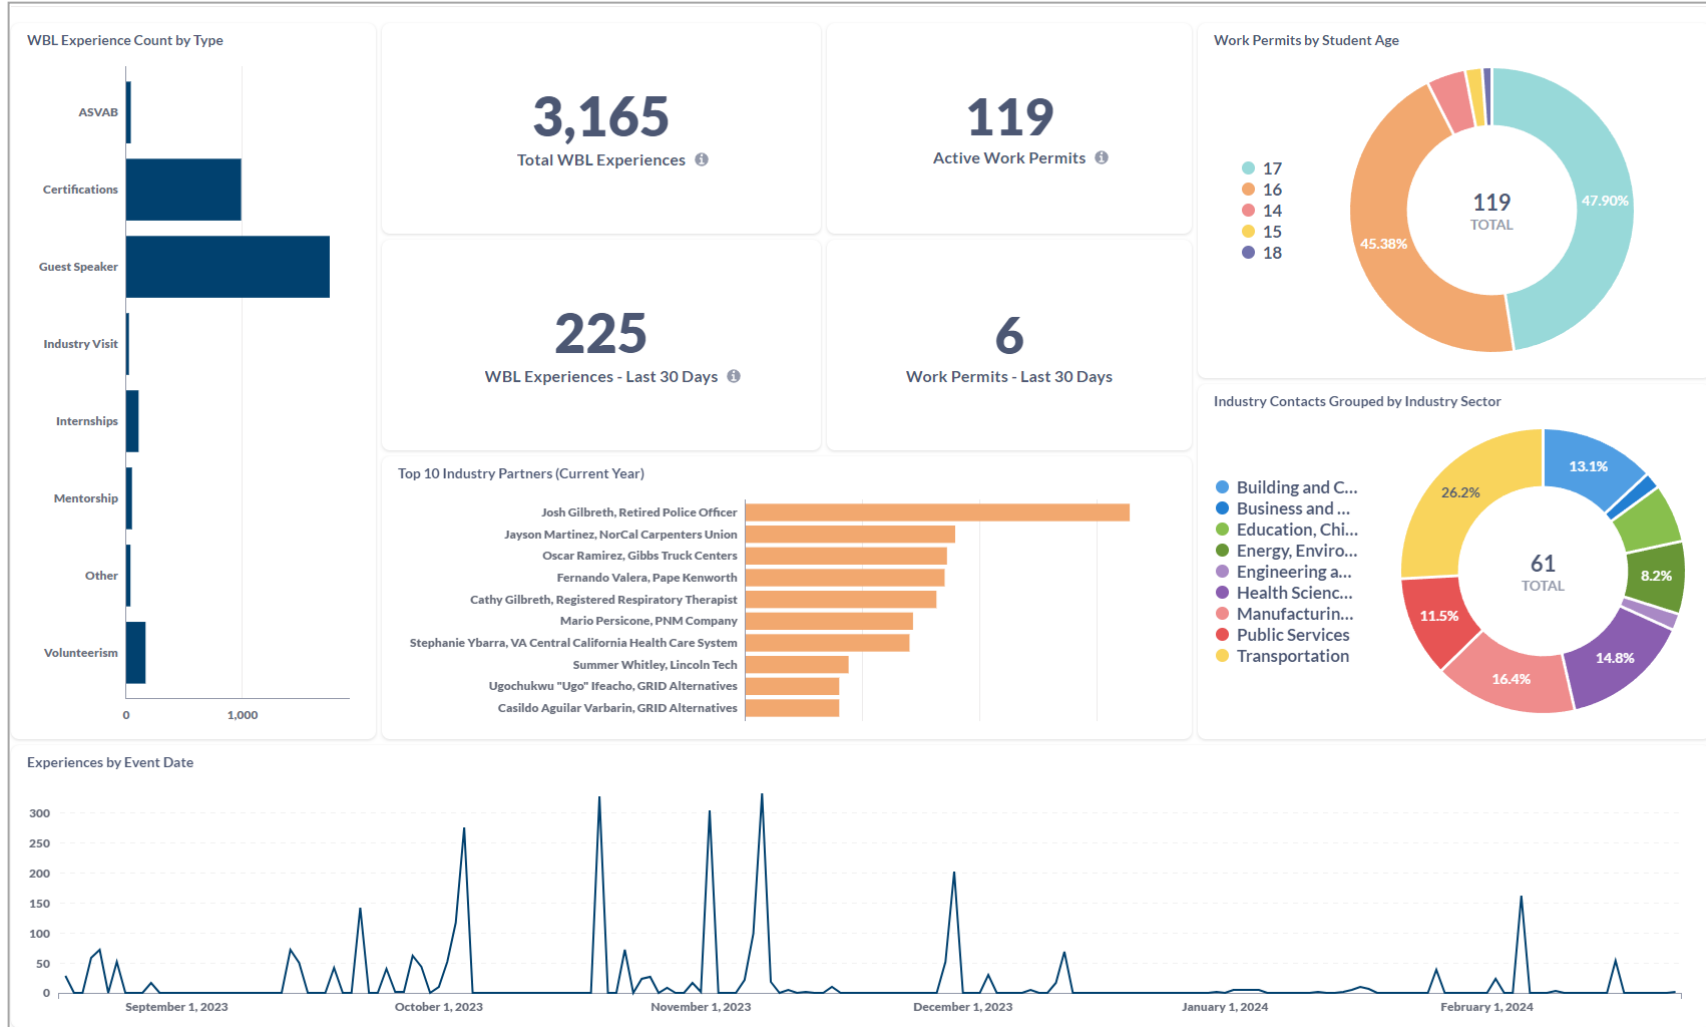 WBL Experience Count by Type
ASVAB
Certifications
Guest Speaker
Industry Visit
Internships
Mentorship
Other
Volunteerism
0
1,000
3,165
Total WBL Experiences
119
Active Work Permits
225
WBL Experiences - Last 30 Days
6
Work Permits - Last 30 Days
Top 10 Industry Partners (Current Year)
Josh Gilbreth, Retired Police Officer
Jayson Martinez, NorCal Carpenters Union
Oscar Ramirez, Gibbs Truck Centers
Fernando Valera, Pape Kenworth
Cathy Gilbreth, Registered Respiratory Therapist
Mario Persicone, PNM Company
Stephanie Ybarra, VA Central California Health Care System
Summer Whitley, Lincoln Tech
Ugochukwu "Ugo" Ifeacho, GRID Alternatives
Casildo Aguilar Varbarin, GRID Alternatives
Work Permits by Student Age
17
16
14
15
18
47.90%
45.38%
119
TOTAL
Industry Contacts Grouped by Industry Sector
Building and C...
Business and ...
Education, Chi...
Energy, Enviro...
Engineering a...
Health Scienc...
Manufacturin...
Public Services
Transportation
13.1%
8.2%
14.8%
16.4%
11.5%
26.2%
61
TOTAL
Experiences by Event Date
300
250
200
150
100
50
0
September 1, 2023
October 1, 2023
November 1, 2023
December 1, 2023
January 1, 2024
February 1, 2024